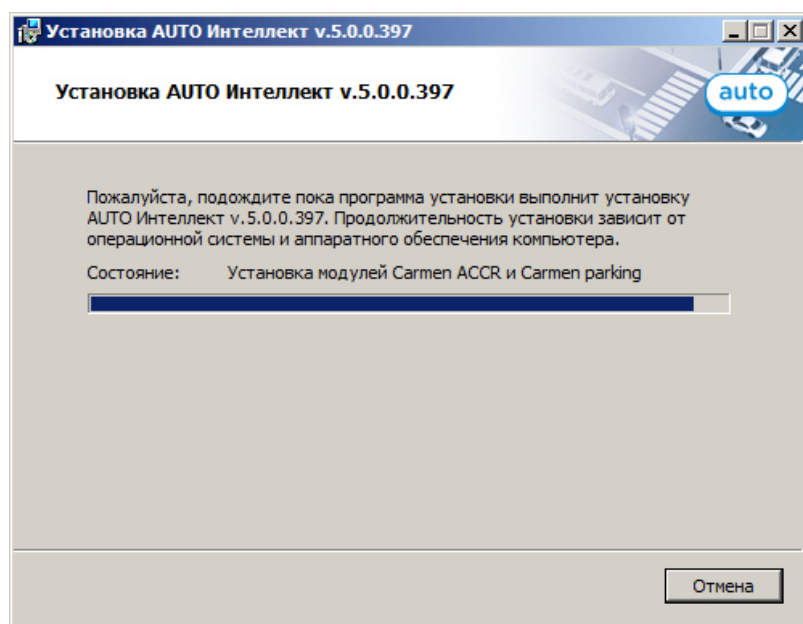 Установка AUTO Интеллект v.5.0.0.397
Установка AUTO Интеллект v.5.0.0.397
auto
Пожалуйста, подождите пока программа установки выполнит установку
AUTO Интеллект v.5.0.0.397. Продолжительность установки зависит от
операционной системы и аппаратного обеспечения компьютера.
Состояние: Установка модулей Carmen ACCR и Carmen parking
Отмена